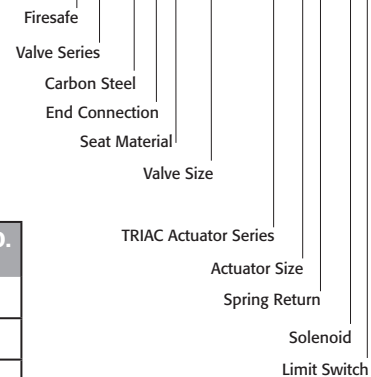 Firesafe
Valve Series
Carbon Steel
End Connection
Seat Material
Valve Size
TRIAC Actuator Series
Actuator Size
Spring Return
Solenoid
Limit Switch